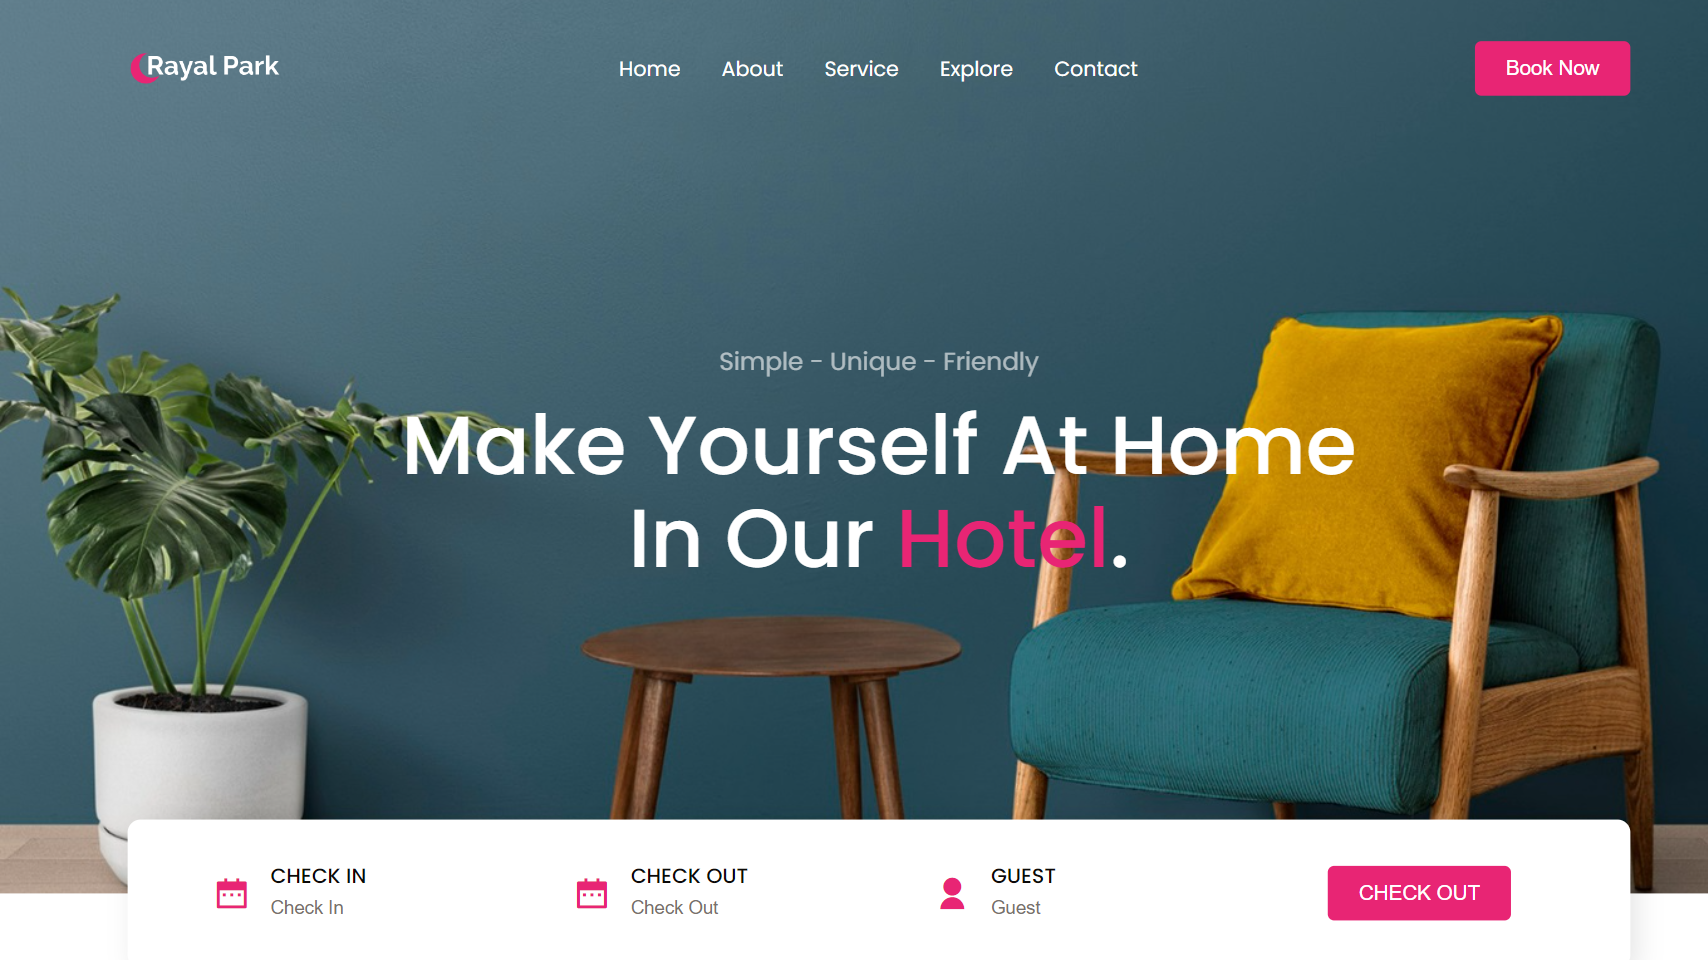 Rayal Park
Home
About
Service
Explore
Contact
Book Now
Simple - Unique - Friendly
Make Yourself At Home
In Our Hotel.
CHECK IN
Check In
CHECK OUT
Check Out
GUEST
Guest
CHECK OUT